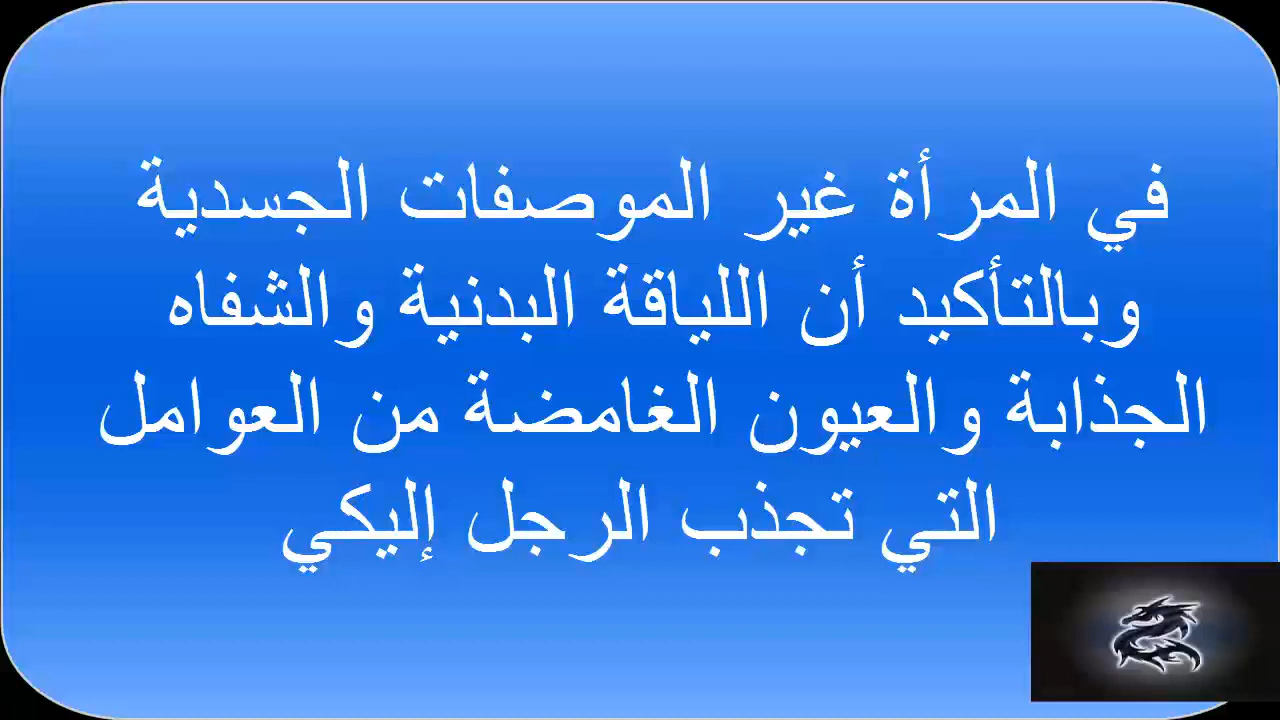 في المرأة غير الموصفات الجسدية
وبالتأكيد أن اللياقة البدنية والشفاه
الجذابة والعيون الغامضة من العوامل
التي تجذب الرجل إليكي